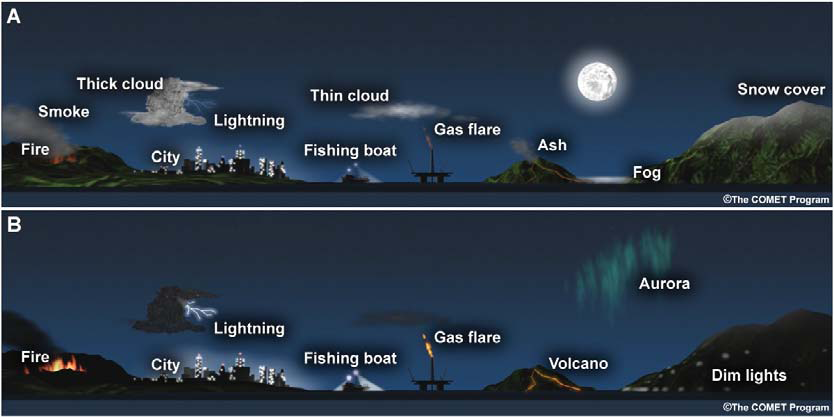 A
Thick cloud
Thin cloud
Snow cover
Smoke
Lightning
Gas flare
Fire
City
Fishing boat
Ash
Fog
©The COMET Program
B
Aurora
Lightning
Gas flare
Fire
City
Fishing boat
Volcano
Dim lights
©The COMET Program